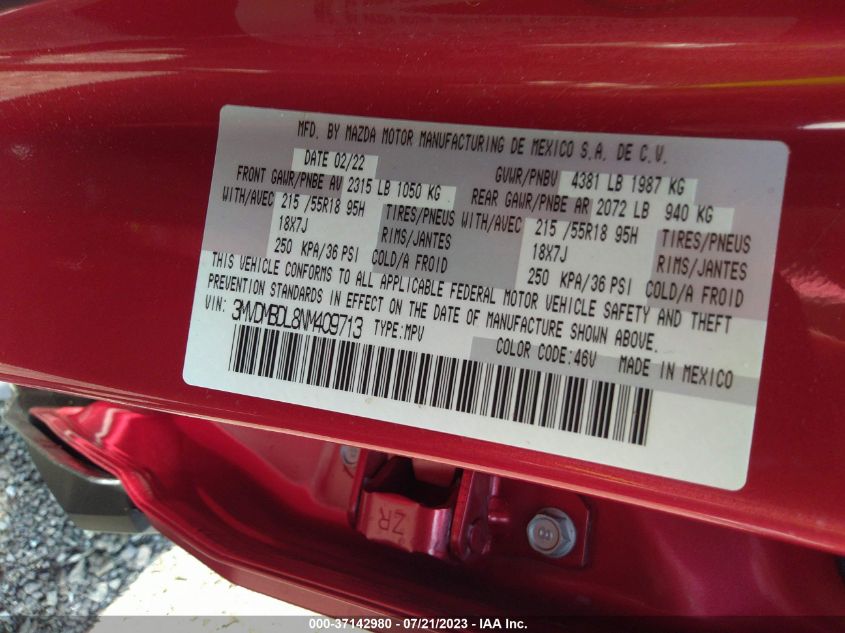 MFD. BY MAZDA MOTOR MANUFACTURING DE MEXICO S.A. DE C.V.
DATE 02/22 GVWR/PNBV 4381 LB 1987 KG
FRONT GAWR/PNBE AV 2315 LB 1050 KG REAR GAWR/PNBE AR 2072 LB 940 KG
WITH/AVEC 215 /55R18 95H TIRES/PNEUS WITH/AVEC 215 /55R18 95H TIRES/PNEUS
18X7J RIMS/JANTES 18X7J RIMS/JANTES
250 KPA/36 PSI COLD/A FROID 250 KPA/36 PSI COLD/A FROID
THIS VEHICLE CONFORMS TO ALL APPLICABLE FEDERAL MOTOR VEHICLE SAFETY AND THEFT
PREVENTION STANDARDS IN EFFECT ON THE DATE OF MANUFACTURE SHOWN ABOVE.
VIN: 3MVDMBDL8NM409713 TYPE:MPV
COLOR CODE:46V MADE IN MEXICO
ZR
8
000-37142980 - 07/21/2023 - IAA Inc.